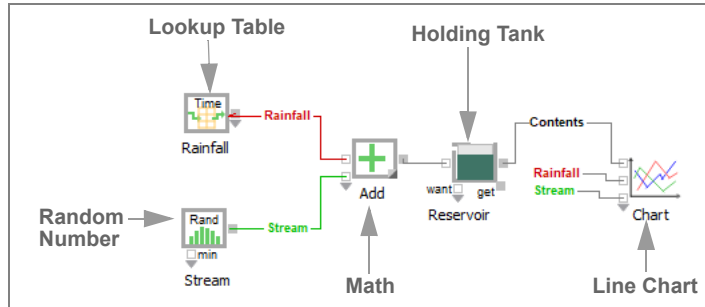 Lookup Table
Holding Tank
Time
Rainfall
Rainfall
Contents
Rainfall
Stream
want
get
Add
Reservoir
Chart
Random
Number
Rand
Stream
min
Stream
Math
Line Chart